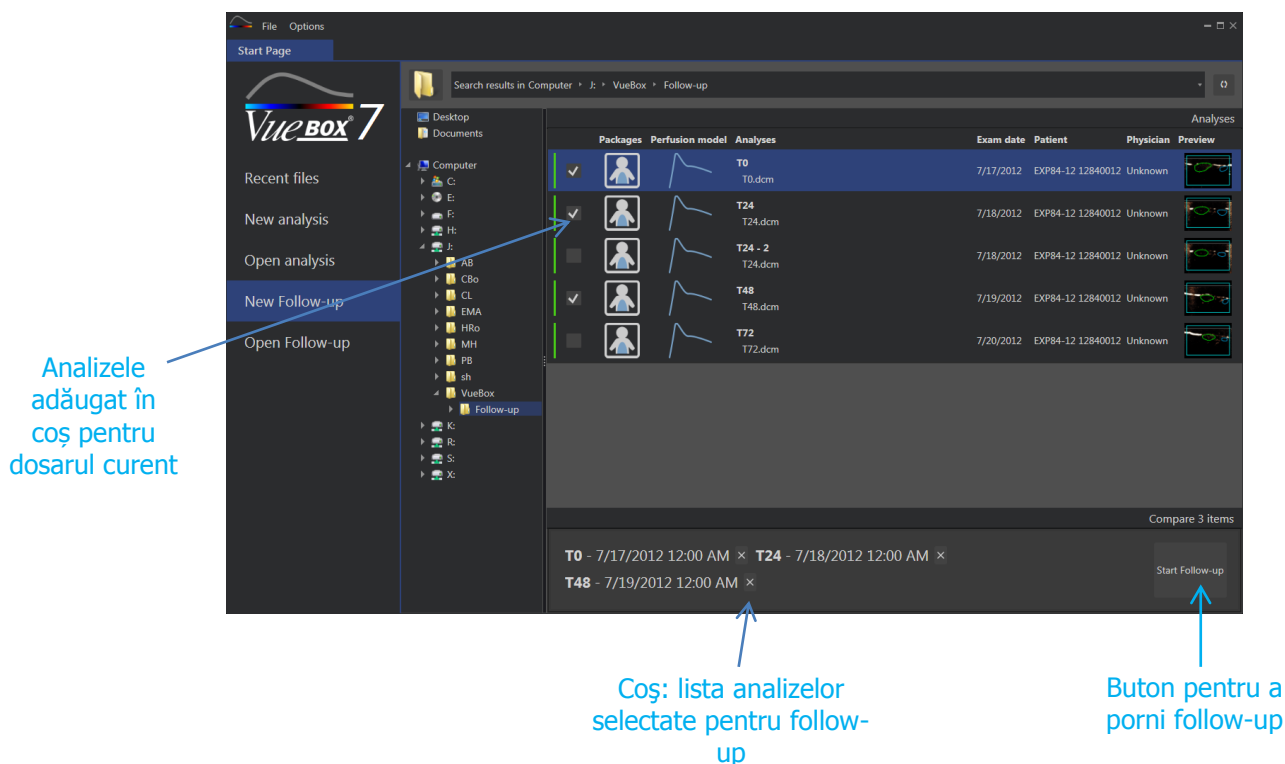 File Options
Start Page
VueBOX® 7
Search results in Computer J: VueBox Follow-up
Recent files
New analysis
Open analysis
New Follow-up
Open Follow-up
Desktop
Documents
Computer
C:
E:
F:
H:
J:
AB
CBo
CL
EMA
HRo
MH
PB
sh
VueBox
Follow-up
K:
R:
S:
X:
Analyses
Packages Perfusion model Analyses Exam date Patient Physician Preview
T0
T0.dcm
7/17/2012 EXP84-12 12840012 Unknown
T24
T24.dcm
7/18/2012 EXP84-12 12840012 Unknown
T24 - 2
T24.dcm
7/18/2012 EXP84-12 12840012 Unknown
T48
T48.dcm
7/19/2012 EXP84-12 12840012 Unknown
T72
T72.dcm
7/20/2012 EXP84-12 12840012 Unknown
Compare 3 items
T0 - 7/17/2012 12:00 AM × T24 - 7/18/2012 12:00 AM ×
T48 - 7/19/2012 12:00 AM ×
Start Follow-up
Analizele
adăugat în
coș pentru
dosarul curent
Coş: lista analizelor
selectate pentru follow-
up
Buton pentru a
porni follow-up